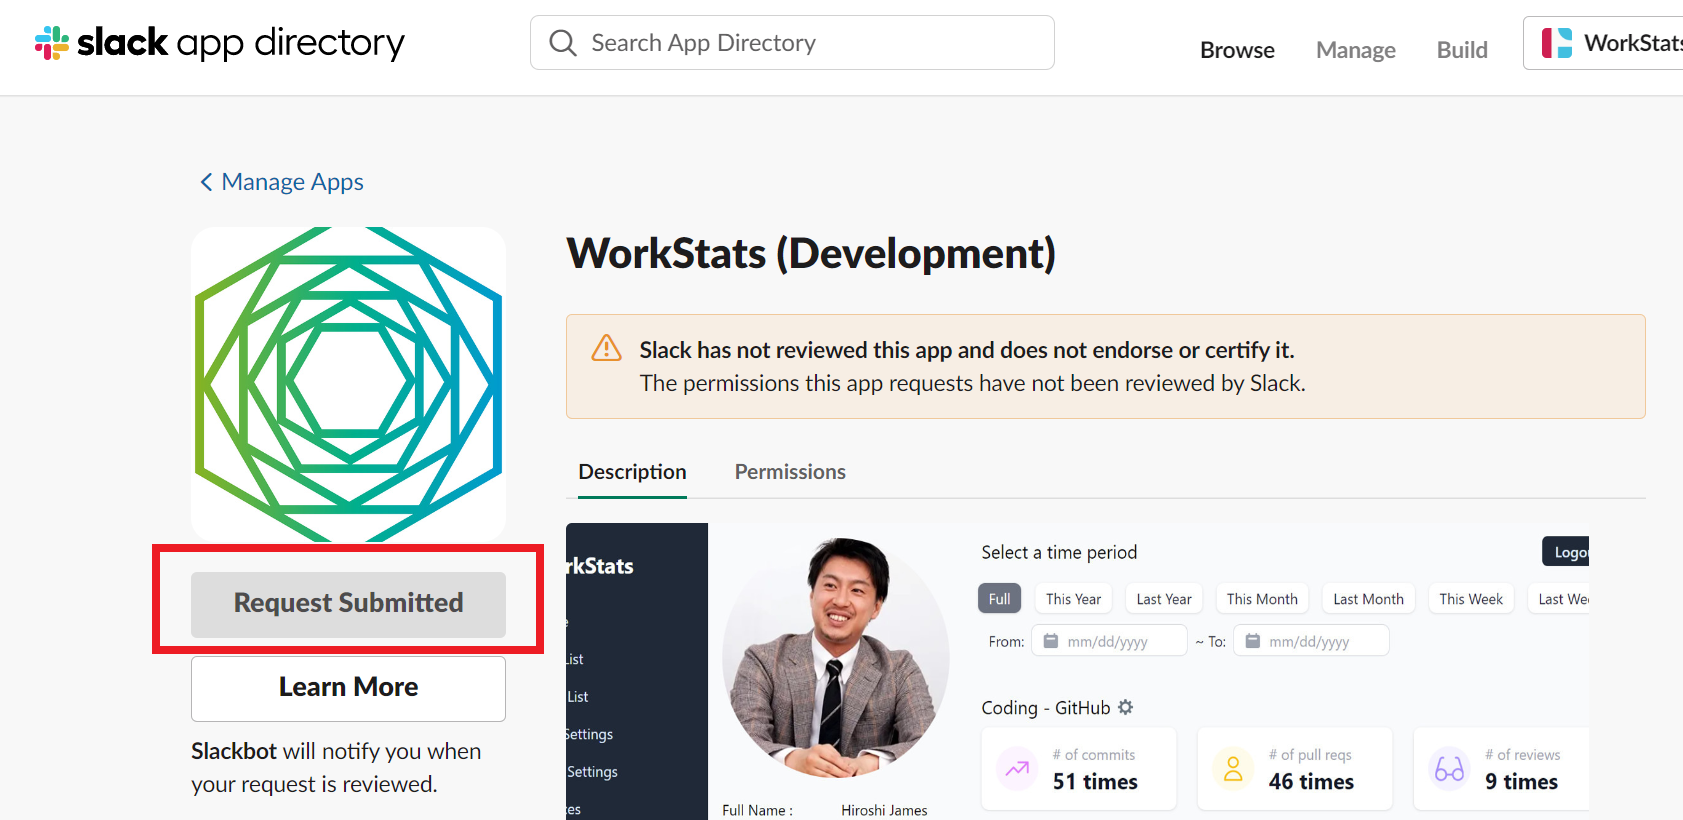 slack app directory
Search App Directory
Browse
Manage
Build
WorkStats
Manage Apps
WorkStats (Development)
Slack has not reviewed this app and does not endorse or certify it.
The permissions this app requests have not been reviewed by Slack.
Description
Permissions
Request Submitted
Learn More
Slackbot will notify you when
your request is reviewed.
rkStats
e
List
List
Settings
Settings
es
Select a time period
Logou
Full
This Year
Last Year
This Month
Last Month
This Week
Last Wee
From:
mm/dd/yyyy
~ To:
mm/dd/yyyy
Coding - GitHub
# of commits
51 times
# of pull reqs
46 times
# of reviews
9 times
Full Name :
Hiroshi James